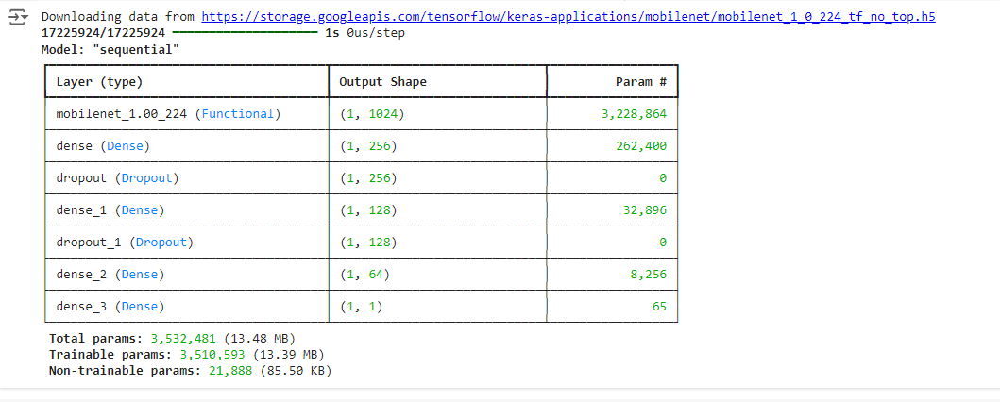 Downloading data from https://storage.googleapis.com/tensorflow/keras-applications/mobilenet/mobilenet_1_0_224_tf_no_top.h5
17225924/17225924 ━━━━━━━━━━━━━━━━━━━━ 1s 0us/step
Model: "sequential"
Layer (type) Output Shape Param #
mobilenet_1.00_224 (Functional) (1, 1024) 3,228,864
dense (Dense) (1, 256) 262,400
dropout (Dropout) (1, 256) 0
dense_1 (Dense) (1, 128) 32,896
dropout_1 (Dropout) (1, 128) 0
dense_2 (Dense) (1, 64) 8,256
dense_3 (Dense) (1, 1) 65
Total params: 3,532,481 (13.48 MB)
Trainable params: 3,510,593 (13.39 MB)
Non-trainable params: 21,888 (85.50 KB)